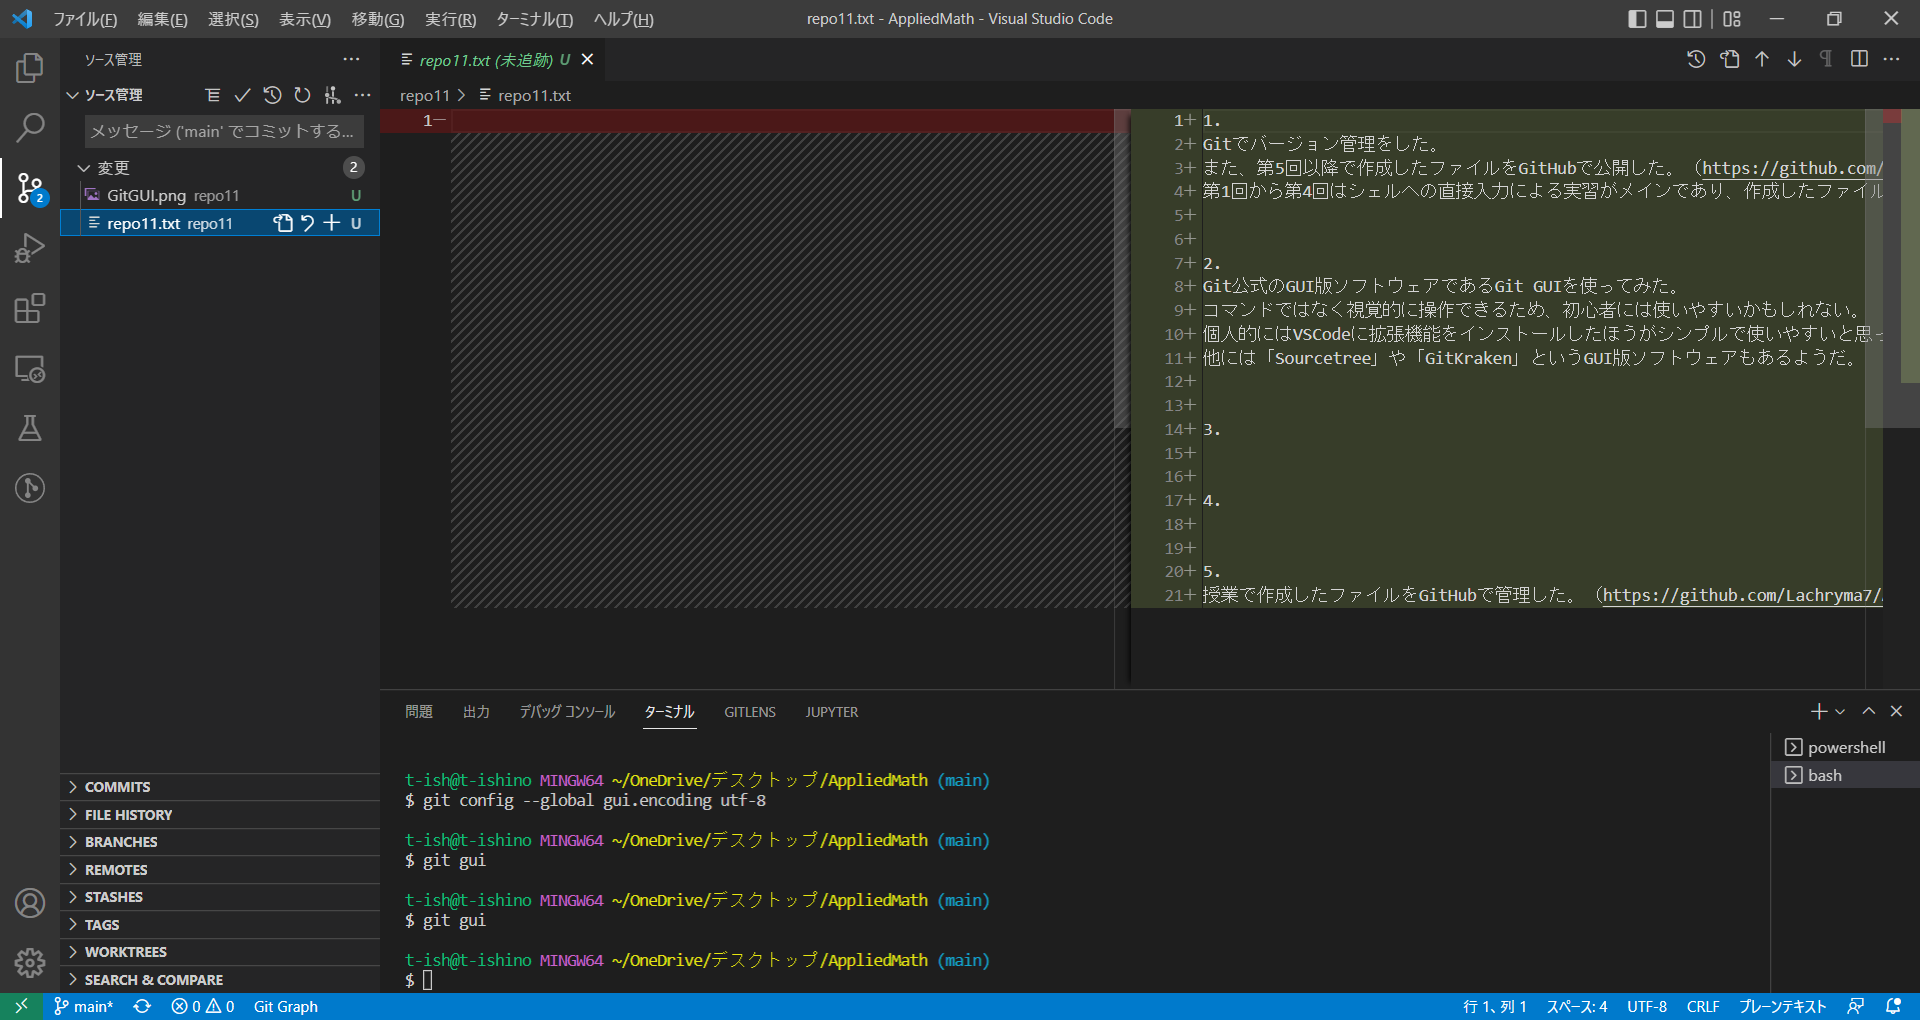 ファイル(F) 編集(E) 選択(S) 表示(V) 移動(G) 実行(R) ターミナル(T) ヘルプ(H)
repo11.txt - AppliedMath - Visual Studio Code
ソース管理
ソース管理
メッセージ ('main' でコミットする...
変更 2
GitGUI.png repo11 U
repo11.txt repo11 U
2
COMMITS
FILE HISTORY
BRANCHES
REMOTES
STASHES
TAGS
WORKTREES
SEARCH & COMPARE
repo11.txt (未追跡) U
repo11 > repo11.txt
1−
1+ 1.
2+ Gitでバージョン管理をした。
3+ また、第5回以降で作成したファイルをGitHubで公開した。（https://github.com/
4+ 第1回から第4回はシェルへの直接入力による実習がメインであり、作成したファイル
5+
6+
7+ 2.
8+ Git公式のGUI版ソフトウェアであるGit GUIを使ってみた。
9+ コマンドではなく視覚的に操作できるため、初心者には使いやすいかもしれない。
10+ 個人的にはVSCodeに拡張機能をインストールしたほうがシンプルで使いやすいと思っ
11+ 他には「Sourcetree」や「GitKraken」というGUI版ソフトウェアもあるようだ。
12+
13+
14+ 3.
15+
16+
17+ 4.
18+
19+
20+ 5.
21+ 授業で作成したファイルをGitHubで管理した。（https://github.com/Lachryma7/
問題 出力 デバッグ コンソール ターミナル GITLENS JUPYTER
t-ish@t-ishino MINGW64 ~/OneDrive/デスクトップ/AppliedMath (main)
$ git config --global gui.encoding utf-8
t-ish@t-ishino MINGW64 ~/OneDrive/デスクトップ/AppliedMath (main)
$ git gui
t-ish@t-ishino MINGW64 ~/OneDrive/デスクトップ/AppliedMath (main)
$ git gui
t-ish@t-ishino MINGW64 ~/OneDrive/デスクトップ/AppliedMath (main)
$
powershell
bash
main* 0 0 Git Graph
行 1、列 1 スペース: 4 UTF-8 CRLF プレーンテキスト